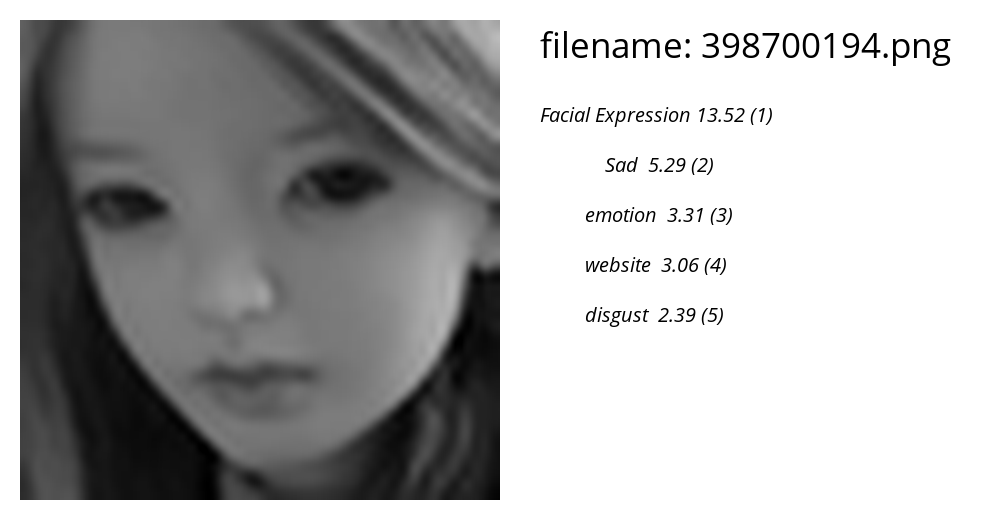 filename: 398700194.png
Facial Expression 13.52 (1)
Sad 5.29 (2)
emotion 3.31 (3)
website 3.06 (4)
disgust 2.39 (5)